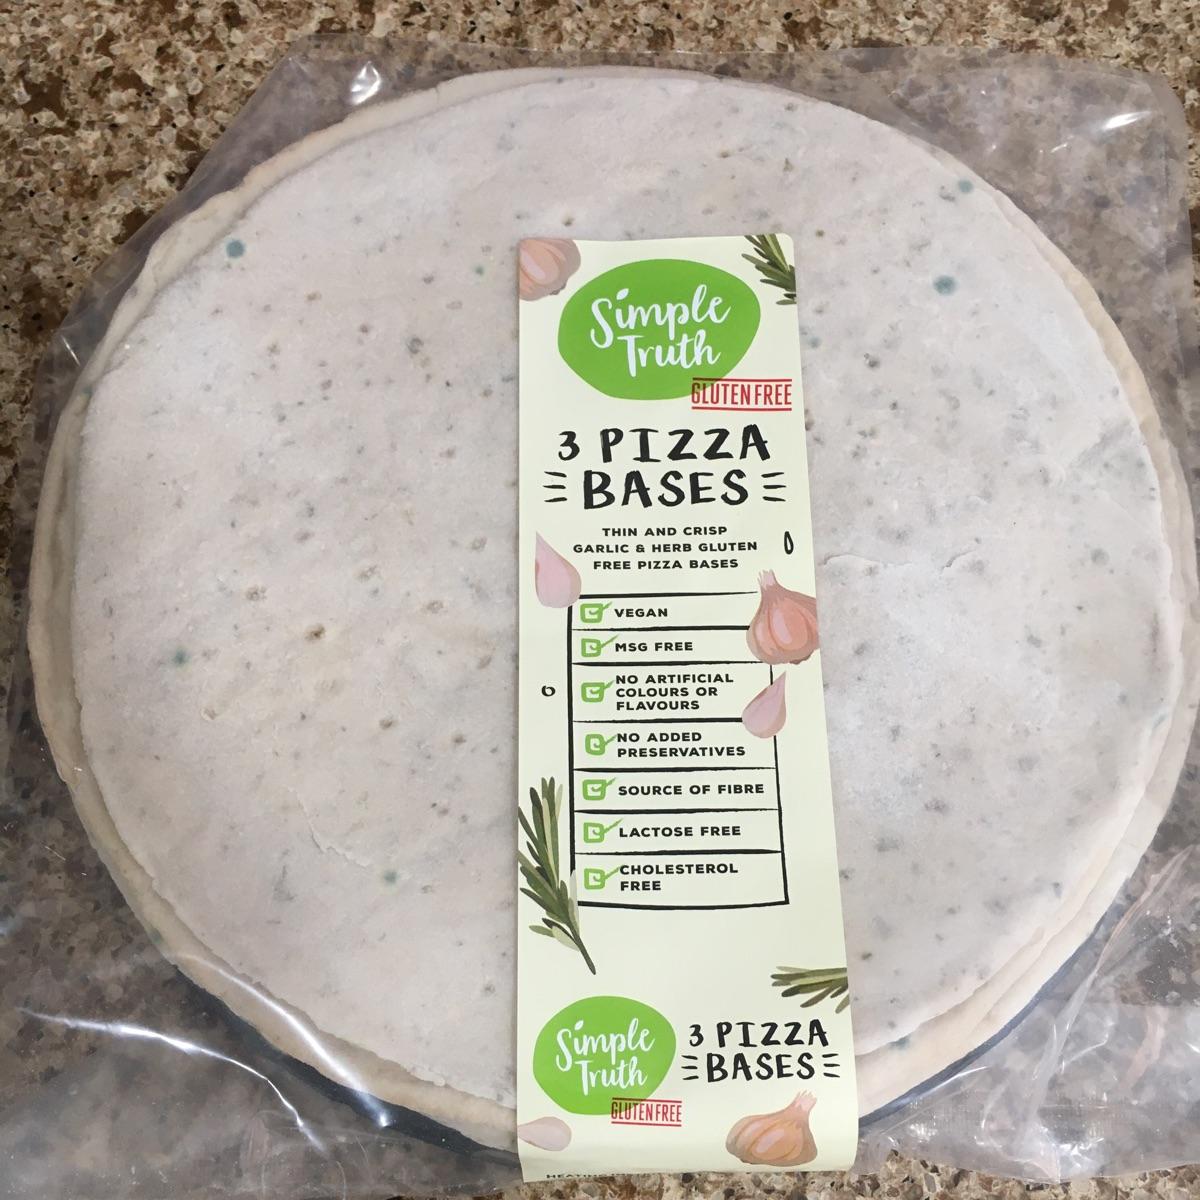 Simple
Truth
GLUTEN FREE
3 PIZZA
BASES
THIN AND CRISP
GARLIC & HERB GLUTEN
FREE PIZZA BASES
VEGAN
MSG FREE
NO ARTIFICIAL
COLOURS OR
FLAVOURS
NO ADDED
PRESERVATIVES
SOURCE OF FIBRE
LACTOSE FREE
CHOLESTEROL
FREE
Simple
Truth
GLUTEN FREE
3 PIZZA
BASES